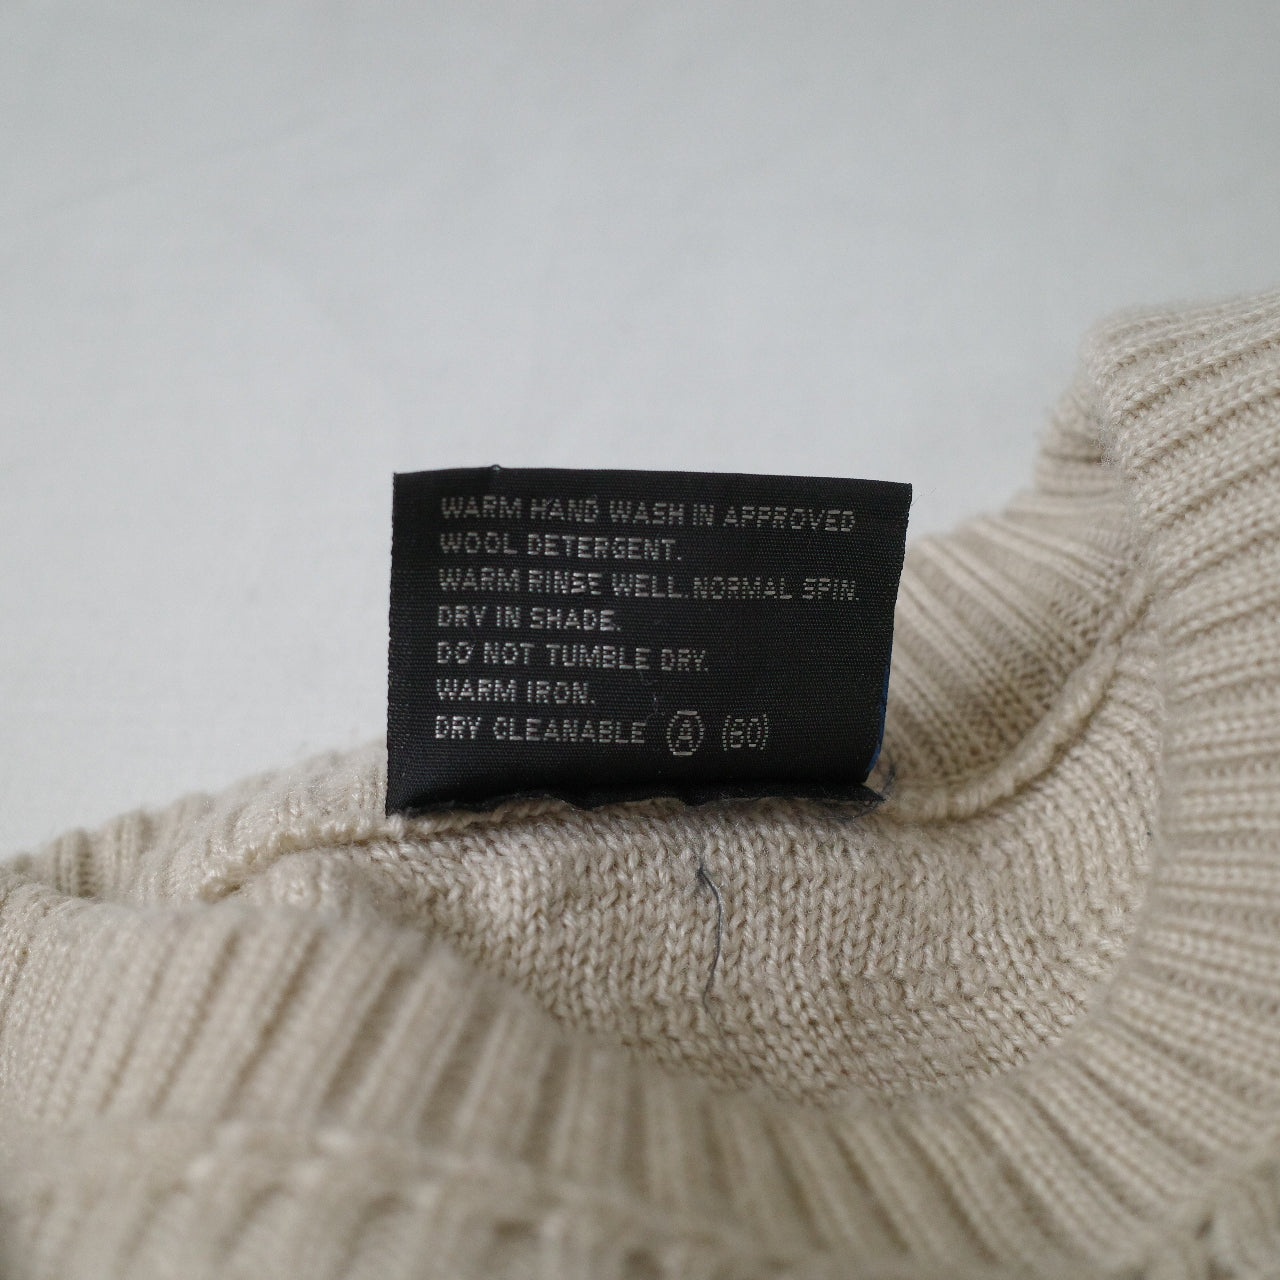 WARM HAND WASH IN APPROVED
WOOL DETERGENT.
WARM RINSE WELL. NORMAL SPIN.
DRY IN SHADE.
DO NOT TUMBLE DRY.
WARM IRON.
DRY CLEANABLE Ⓐ (60)